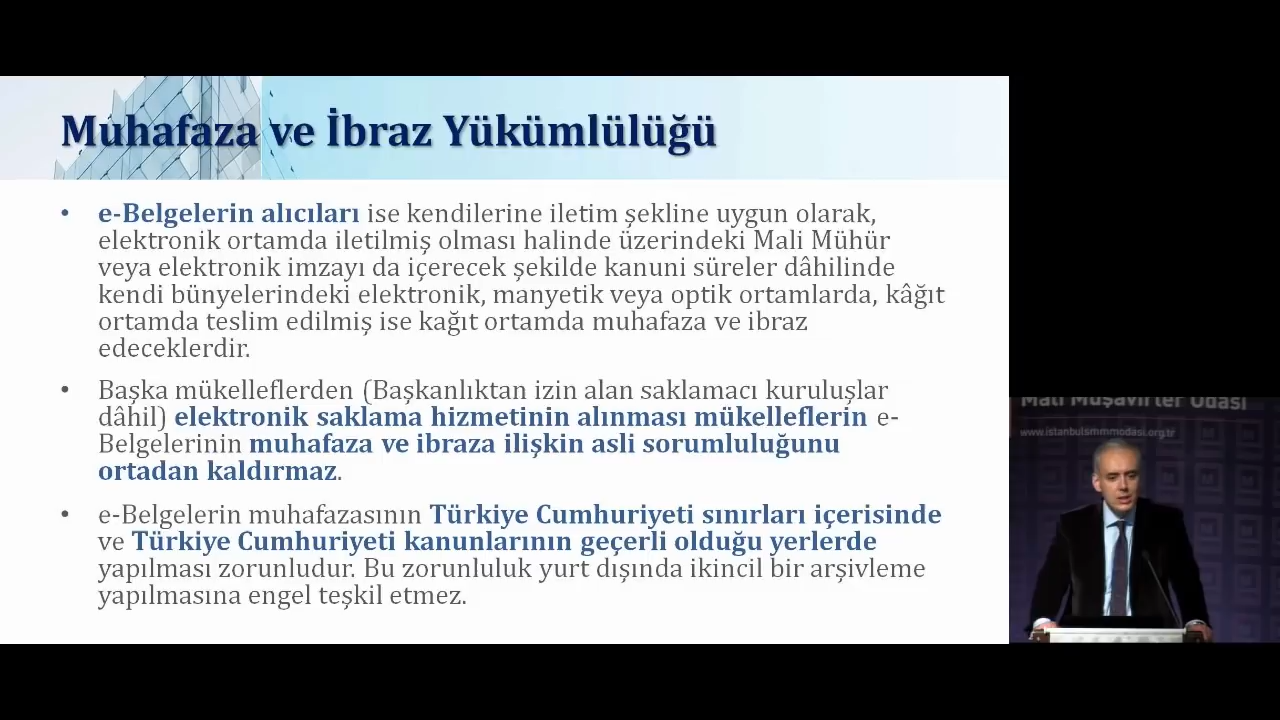 Muhafaza ve İbraz Yükümlülüğü
• e-Belgelerin alıcıları ise kendilerine iletim şekline uygun olarak,
elektronik ortamda iletilmiş olması halinde üzerindeki Mali Mühür
veya elektronik imzayı da içerecek şekilde kanuni süreler dâhilinde
kendi bünyelerindeki elektronik, manyetik veya optik ortamlarda, kâğıt
ortamda teslim edilmiş ise kağıt ortamda muhafaza ve ibraz
edeceklerdir.
• Başka mükelleflerden (Başkanlıktan izin alan saklamacı kuruluşlar
dâhil) elektronik saklama hizmetinin alınması mükelleflerin e-
Belgelerinin muhafaza ve ibraza ilişkin asli sorumluluğunu
ortadan kaldırmaz.
• e-Belgelerin muhafazasının Türkiye Cumhuriyeti sınırları içerisinde
ve Türkiye Cumhuriyeti kanunlarının geçerli olduğu yerlerde
yapılması zorunludur. Bu zorunluluk yurt dışında ikincil bir arşivleme
yapılmasına engel teşkil etmez.
Mali Müşavirler Odası
www.istanbulsmmmodasi.org.tr